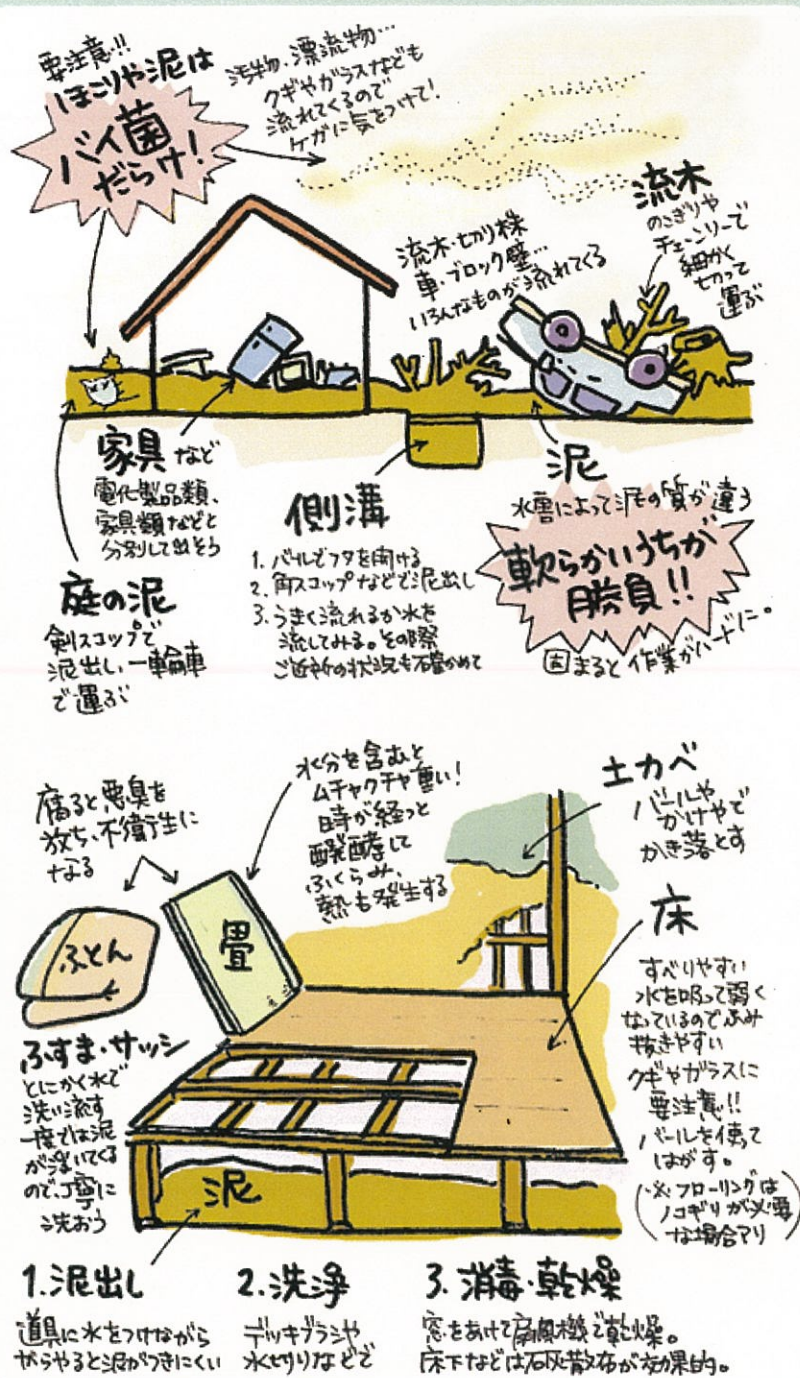 要注意!!
ほこりや泥は
バイ菌
だらけ!
汚物、漂流物…
クギやガラスなども
流れてくるので
ケガに気をつけて!
流木
のこぎりや
チェーンソーで
細かく
切って
運ぶ
流木・切り株
車・ブロック壁…
いろんなものが流れてくる
家具など
電化製品類、
家具類などと
分別して出そう
側溝
1. バールでフタを開ける
2. 角スコップなどで泥出し
3. うまく流れるか水を
流してみる。その際
ご近所の状況も確かめて
泥
水害によって泥の質が違う
軟らかいうちが
勝負!!
固まると作業がハードに。
庭の泥
剣スコップで
泥出し、一輪車
で運ぶ
腐ると悪臭を
放ち、不衛生に
なる
水分を含むと
ムチャクチャ重い!
時が経つと
醗酵して
ふくらみ、
熱も発生する
土カベ
バールや
かけやで
かき落とす
ふとん
畳
床
すべりやすい
水を吸って弱く
なっているのでふみ
抜きやすい
クギやガラスに
要注意!!
バールを使って
はがす。
(※フローリングは
ノコギリが必要
な場合アリ)
ふすま・サッシ
とにかく水で
洗い流す
一度では泥
が浮いてくる
ので、丁寧に
洗おう
泥
1. 泥出し
道具に水をつけながら
がらやると泥がつきにくい
2. 洗浄
デッキブラシや
水切りなどで
3. 消毒・乾燥
窓をあけて扇風機で乾燥。
床下などは石灰散布が効果的。